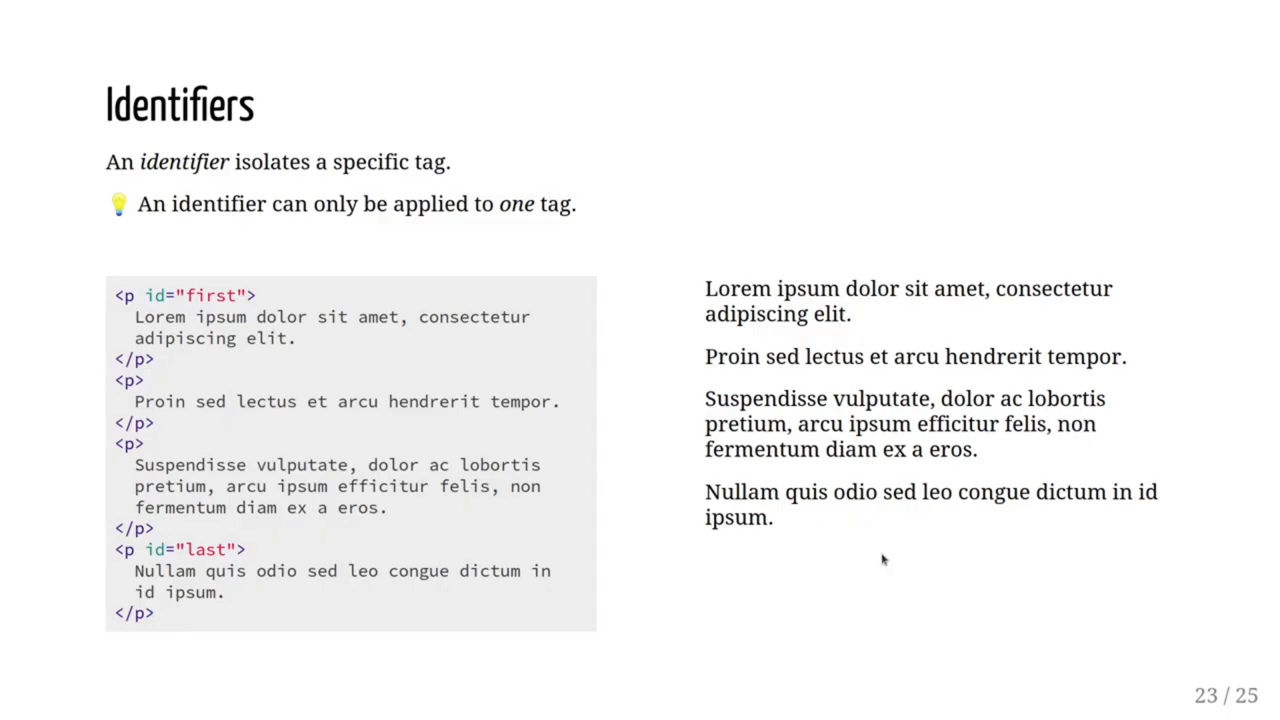 Identifiers
An identifier isolates a specific tag.
💡 An identifier can only be applied to one tag.
<p id="first">
Lorem ipsum dolor sit amet, consectetur
adipiscing elit.
</p>
<p>
Proin sed lectus et arcu hendrerit tempor.
</p>
<p>
Suspendisse vulputate, dolor ac lobortis
pretium, arcu ipsum efficitur felis, non
fermentum diam ex a eros.
</p>
<p id="last">
Nullam quis odio sed leo congue dictum in
id ipsum.
</p>
Lorem ipsum dolor sit amet, consectetur
adipiscing elit.
Proin sed lectus et arcu hendrerit tempor.
Suspendisse vulputate, dolor ac lobortis
pretium, arcu ipsum efficitur felis, non
fermentum diam ex a eros.
Nullam quis odio sed leo congue dictum in id
ipsum.
23 / 25